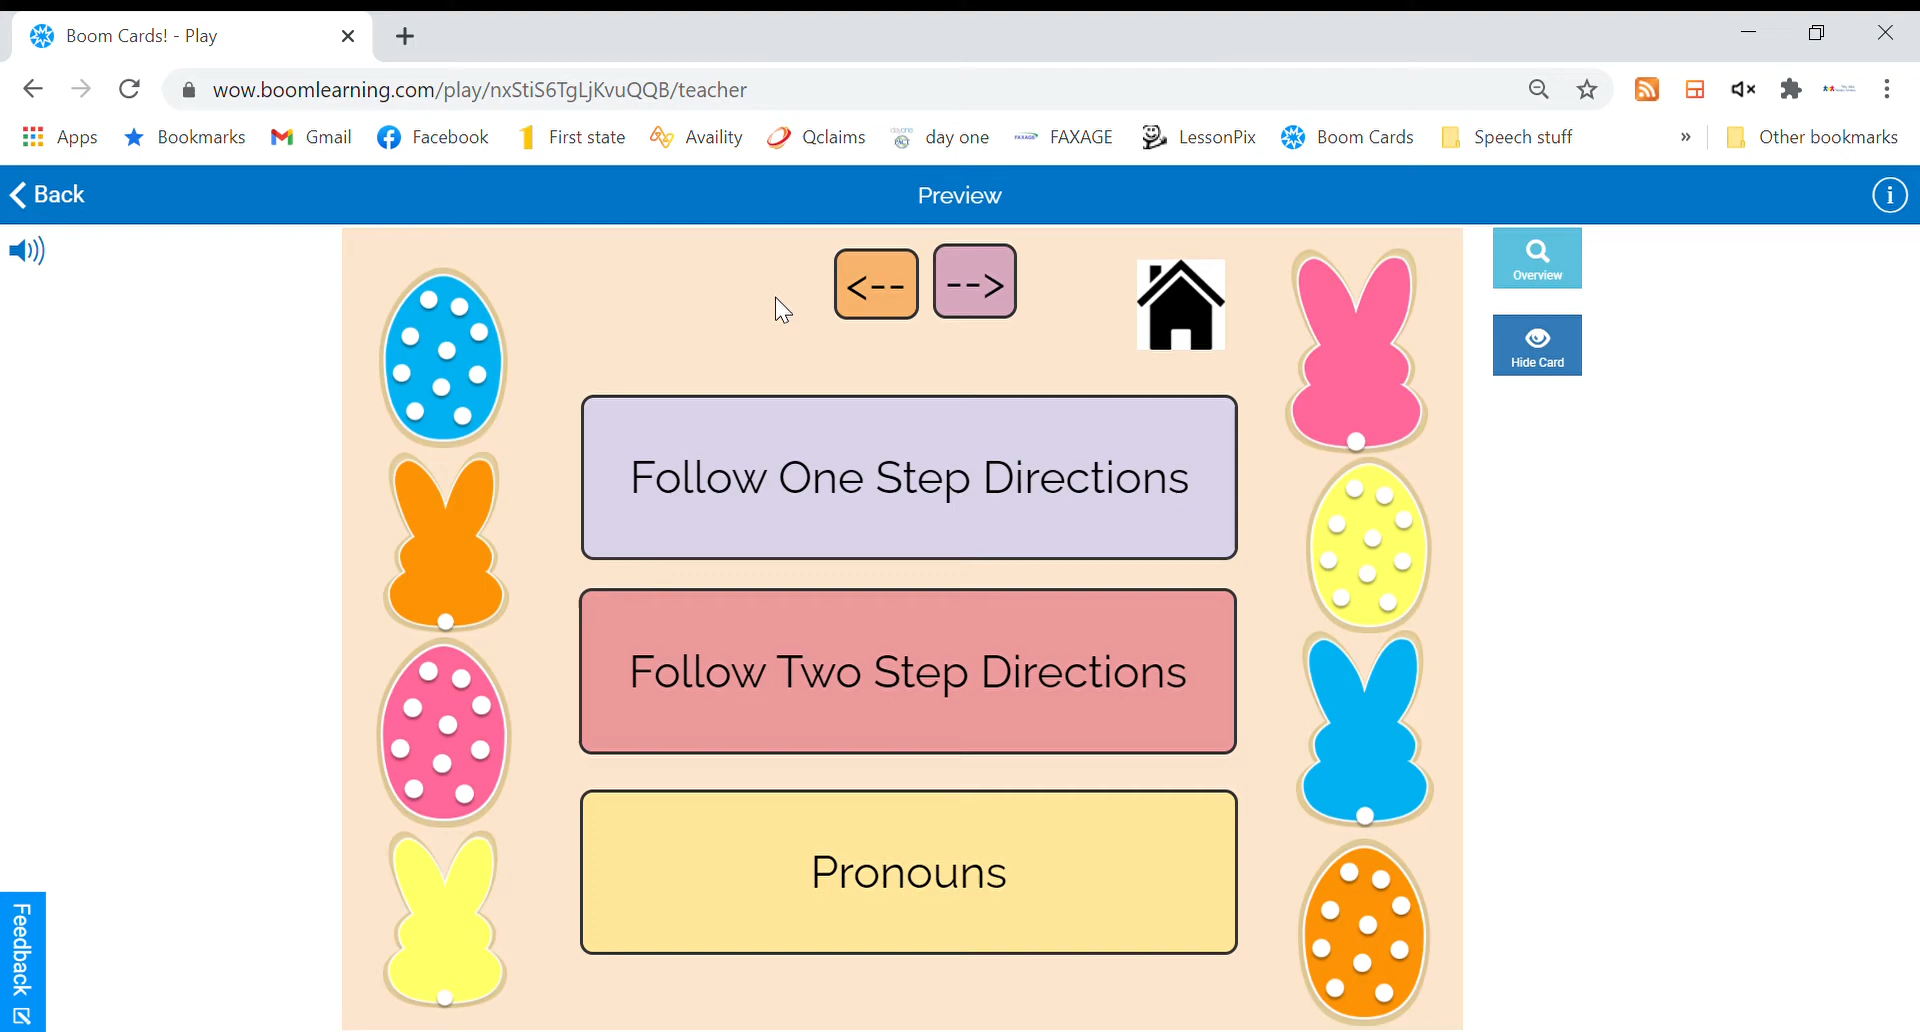 Boom Cards! - Play
wow.boomlearning.com/play/nxStiS6TgLjKvuQQB/teacher
Apps Bookmarks Gmail Facebook First state Availity Qclaims day one FAXAGE LessonPix Boom Cards Speech stuff » Other bookmarks
Back
Preview
<-- -->
Overview
Hide Card
Follow One Step Directions
Follow Two Step Directions
Pronouns
Feedback